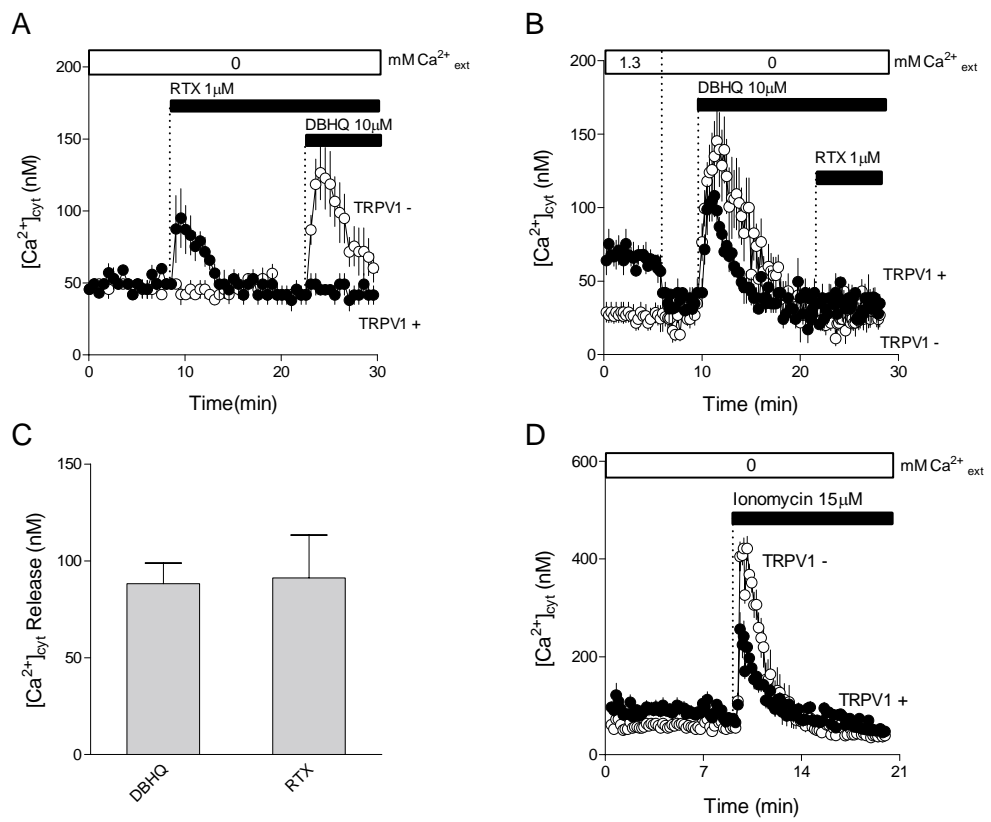 A
0
mM Ca2+ ext
200
RTX 1µM
DBHQ 10µM
150
100
50
0
TRPV1 -
TRPV1 +
[Ca2+]cyt (nM)
0
10
20
30
Time(min)
B
1.3
0
mM Ca2+ ext
200
DBHQ 10µM
150
RTX 1µM
100
50
0
TRPV1 +
TRPV1 -
[Ca2+]cyt (nM)
0
10
20
30
Time (min)
C
150
100
50
0
[Ca2+]cyt Release (nM)
DBHQ
RTX
D
600
0
mM Ca2+ ext
Ionomycin 15µM
400
TRPV1 -
200
TRPV1 +
0
[Ca2+]cyt (nM)
0
7
14
21
Time (min)